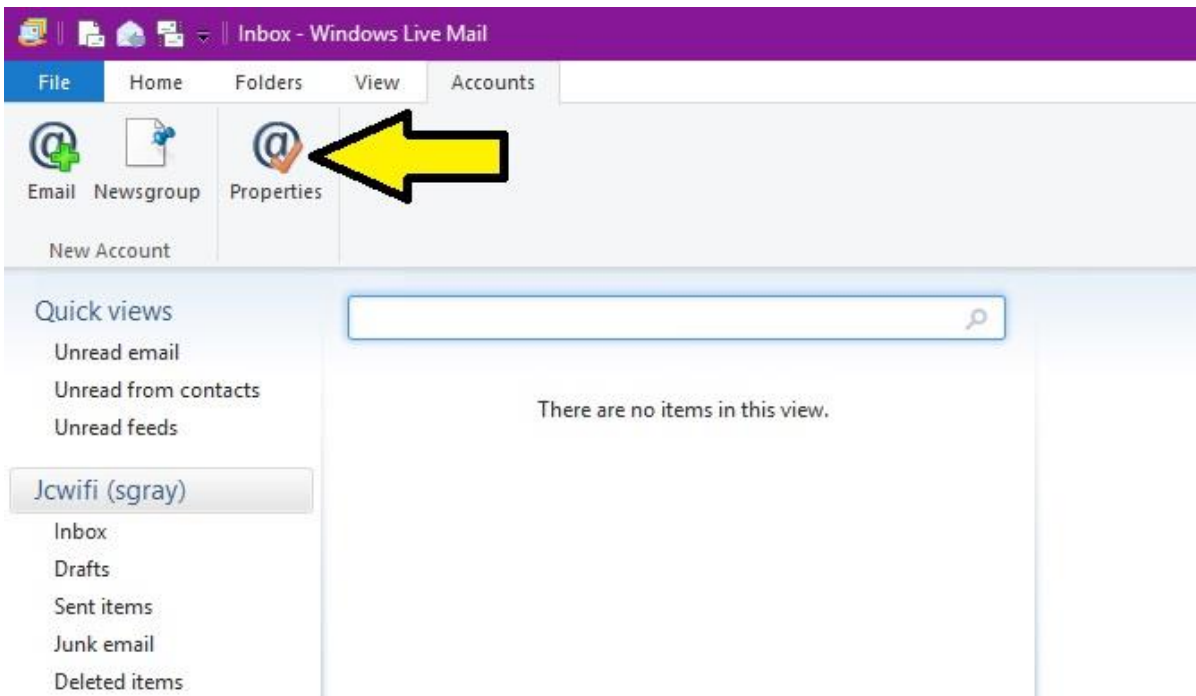 Inbox - Windows Live Mail
File Home Folders View Accounts
Email Newsgroup Properties
New Account
Quick views
Unread email
Unread from contacts
Unread feeds
There are no items in this view.
Jcwifi (sgray)
Inbox
Drafts
Sent items
Junk email
Deleted items